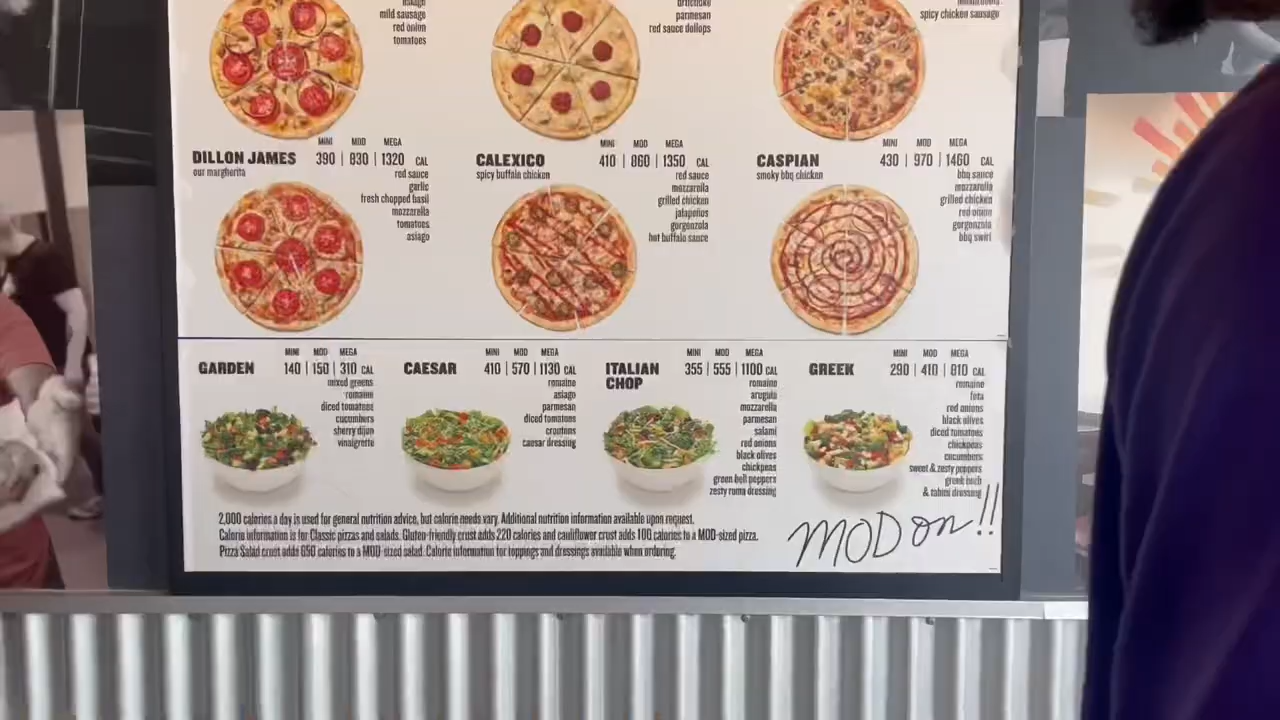 mild sausage
red onion
tomatoes
artichoke
parmesan
red sauce dollops
spicy chicken sausage
DILLON JAMES
our margherita
MINI MOD MEGA
390 | 830 | 1320 CAL
red sauce
garlic
fresh chopped basil
mozzarella
tomatoes
asiago
CALEXICO
spicy buffalo chicken
MINI MOD MEGA
410 | 860 | 1350 CAL
red sauce
mozzarella
grilled chicken
jalapeños
gorgonzola
hot buffalo sauce
CASPIAN
smoky bbq chicken
MINI MOD MEGA
430 | 970 | 1460 CAL
bbq sauce
mozzarella
grilled chicken
red onion
gorgonzola
bbq swirl
GARDEN
MINI MOD MEGA
140 | 150 | 310 CAL
mixed greens
romaine
diced tomatoes
cucumbers
sherry dijon
vinaigrette
CAESAR
MINI MOD MEGA
410 | 570 | 1130 CAL
romaine
asiago
parmesan
diced tomatoes
croutons
caesar dressing
ITALIAN
CHOP
MINI MOD MEGA
355 | 555 | 1100 CAL
romaine
arugula
mozzarella
parmesan
salami
red onions
black olives
chickpeas
green bell peppers
zesty roma dressing
GREEK
MINI MOD MEGA
290 | 410 | 810 CAL
romaine
feta
red onions
black olives
diced tomatoes
chickpeas
cucumbers
sweet & zesty peppers
greek herb
& tahini dressing
2,000 calories a day is used for general nutrition advice, but calorie needs vary. Additional nutrition information available upon request.
Calorie information is for Classic pizzas and salads. Gluten-friendly crust adds 220 calories and cauliflower crust adds 100 calories to a MOD-sized pizza.
Pizza Salad crust adds 650 calories to a MOD-sized salad. Calorie information for toppings and dressings available when ordering.
MOD on!!